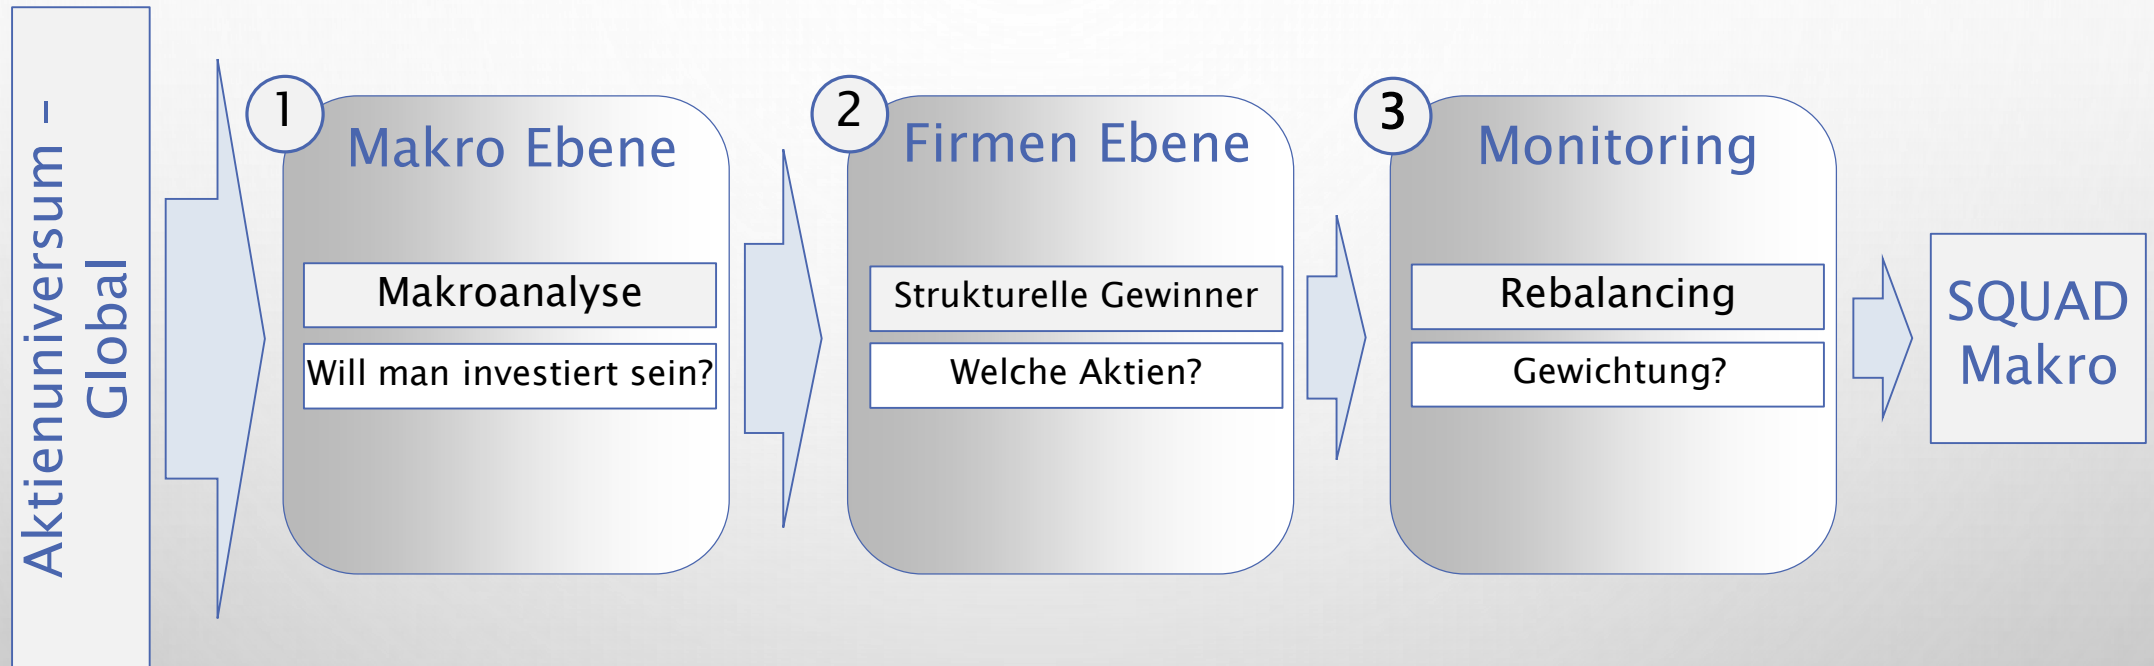 Aktienuniversum –
Global
1
Makro Ebene
Makroanalyse
Will man investiert sein?
2
Firmen Ebene
Strukturelle Gewinner
Welche Aktien?
3
Monitoring
Rebalancing
Gewichtung?
SQUAD
Makro